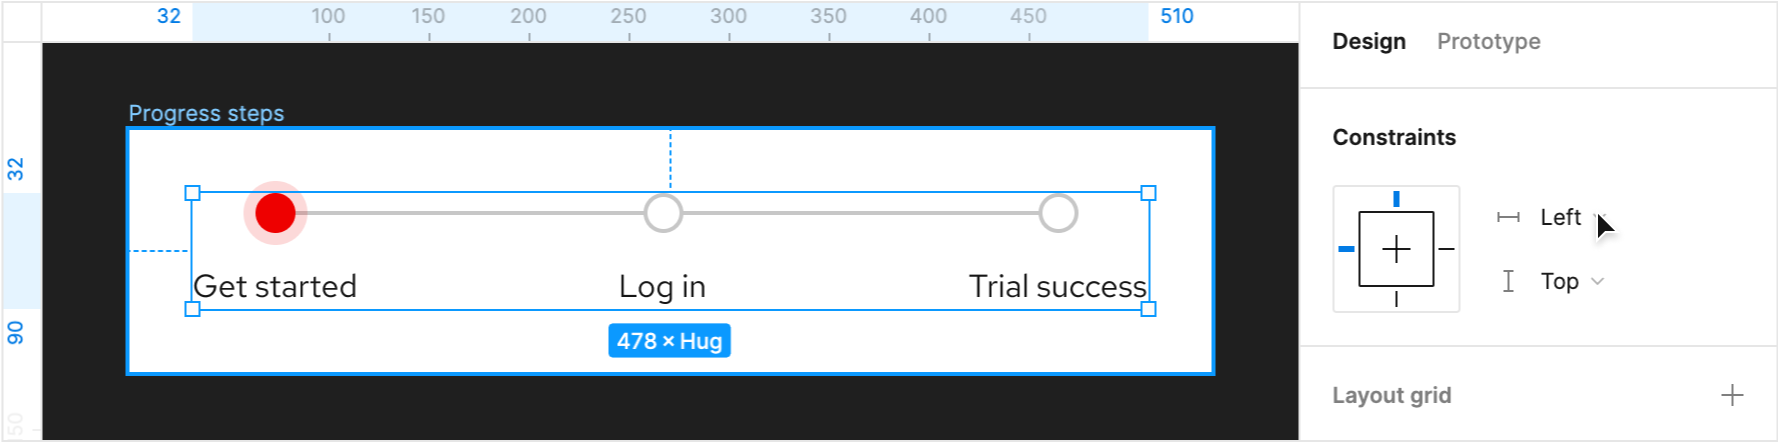 32 100 150 200 250 300 350 400 450 510
Design Prototype
Progress steps
Constraints
32
Left
Get started Log in Trial success
Top
90
478 × Hug
Layout grid
50